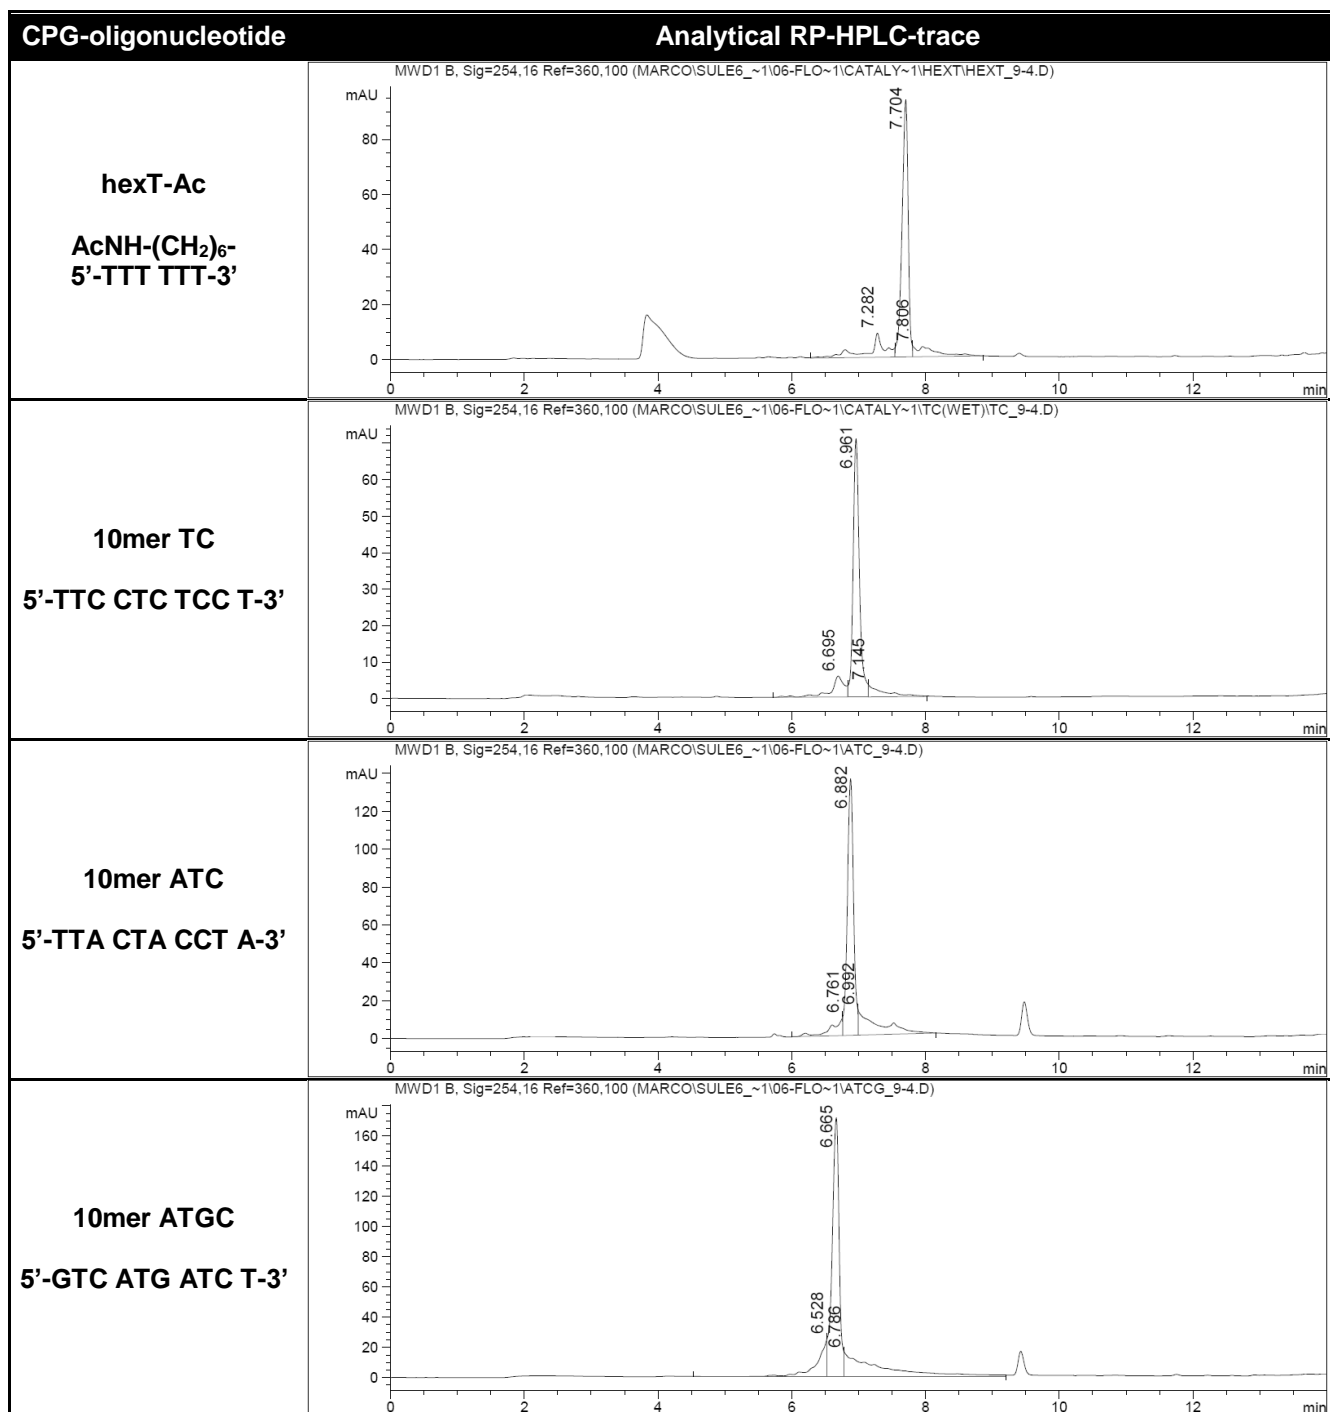 CPG-oligonucleotide
Analytical RP-HPLC-trace
hexT-Ac
AcNH-(CH₂)₆-
5’-TTT TTT-3’
MWD1 B, Sig=254,16 Ref=360,100 (MARCO\SULE6_~1\06-FLO~1\CATALY~1\HEXT\HEXT_9-4.D)
mAU
80
60
40
20
0
7.282
7.704
7.806
0 2 4 6 8 10 12 min
10mer TC
5’-TTC CTC TCC T-3’
MWD1 B, Sig=254,16 Ref=360,100 (MARCO\SULE6_~1\06-FLO~1\CATALY~1\TC(WET)\TC_9-4.D)
mAU
60
50
40
30
20
10
0
6.695
6.961
7.145
0 2 4 6 8 10 12 min
10mer ATC
5’-TTA CTA CCT A-3’
MWD1 B, Sig=254,16 Ref=360,100 (MARCO\SULE6_~1\06-FLO~1\ATC_9-4.D)
mAU
120
100
80
60
40
20
0
6.761
6.882
6.992
0 2 4 6 8 10 12 min
10mer ATGC
5’-GTC ATG ATC T-3’
MWD1 B, Sig=254,16 Ref=360,100 (MARCO\SULE6_~1\06-FLO~1\ATCG_9-4.D)
mAU
160
140
120
100
80
60
40
20
0
6.528
6.665
6.786
0 2 4 6 8 10 12 min